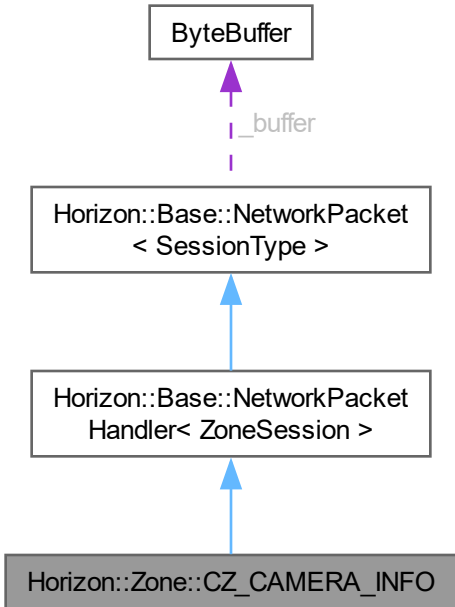 ByteBuffer
_buffer
Horizon::Base::NetworkPacket
< SessionType >
Horizon::Base::NetworkPacket
Handler< ZoneSession >
Horizon::Zone::CZ_CAMERA_INFO